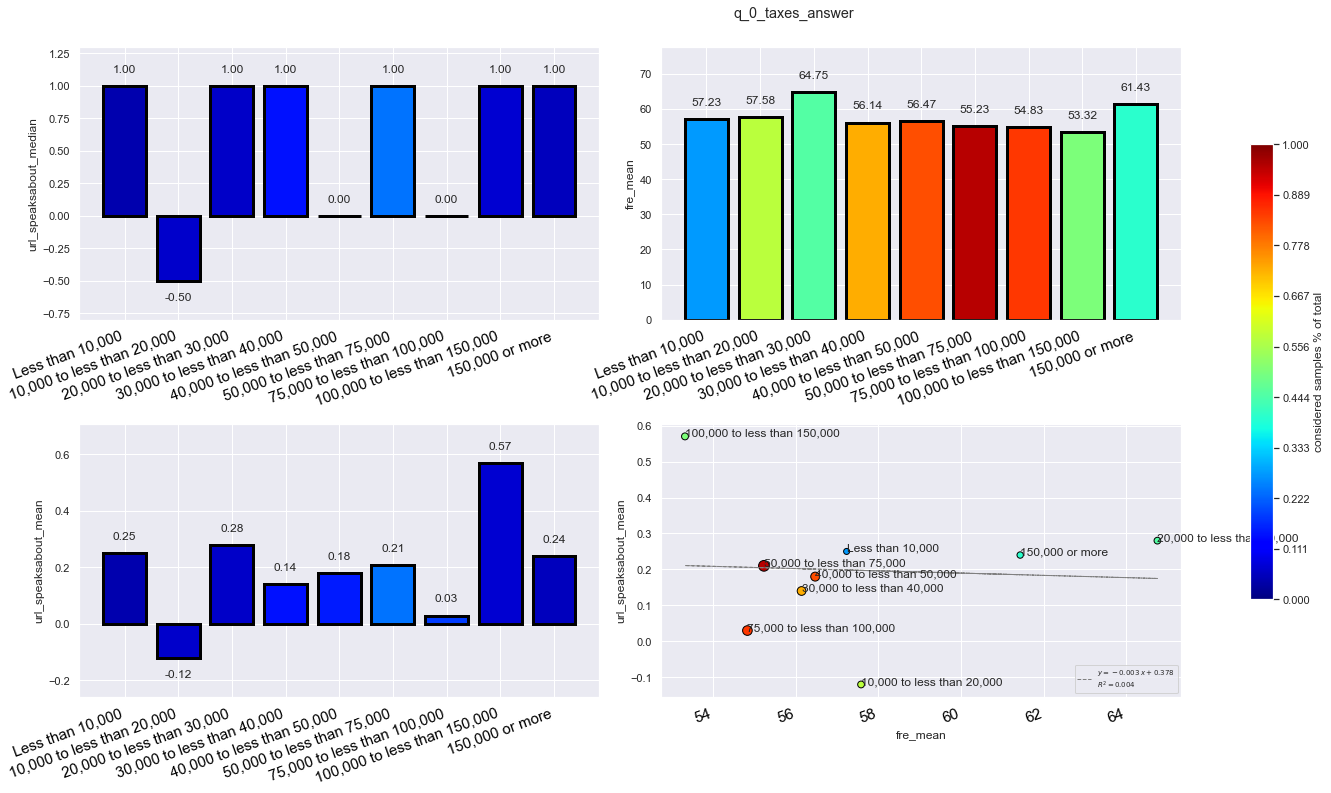 q_0_taxes_answer
url_speaksabout_median
1.25
1.00
0.75
0.50
0.25
0.00
−0.25
−0.50
−0.75
1.00
-0.50
1.00
1.00
0.00
1.00
0.00
1.00
1.00
Less than 10,000
10,000 to less than 20,000
20,000 to less than 30,000
30,000 to less than 40,000
40,000 to less than 50,000
50,000 to less than 75,000
75,000 to less than 100,000
100,000 to less than 150,000
150,000 or more
fre_mean
70
60
50
40
30
20
10
0
57.23
57.58
64.75
56.14
56.47
55.23
54.83
53.32
61.43
Less than 10,000
10,000 to less than 20,000
20,000 to less than 30,000
30,000 to less than 40,000
40,000 to less than 50,000
50,000 to less than 75,000
75,000 to less than 100,000
100,000 to less than 150,000
150,000 or more
url_speaksabout_mean
0.6
0.4
0.2
0.0
−0.2
0.25
-0.12
0.28
0.14
0.18
0.21
0.03
0.57
0.24
Less than 10,000
10,000 to less than 20,000
20,000 to less than 30,000
30,000 to less than 40,000
40,000 to less than 50,000
50,000 to less than 75,000
75,000 to less than 100,000
100,000 to less than 150,000
150,000 or more
url_speaksabout_mean
0.6
0.5
0.4
0.3
0.2
0.1
0.0
−0.1
100,000 to less than 150,000
20,000 to less than 30,000
Less than 10,000
150,000 or more
50,000 to less than 75,000
40,000 to less than 50,000
30,000 to less than 40,000
75,000 to less than 100,000
10,000 to less than 20,000
y = −0.003 x + 0.378
R² = 0.004
54
56
58
60
62
64
fre_mean
1.000
0.889
0.778
0.667
0.556
0.444
0.333
0.222
0.111
0.000
considered samples % of total